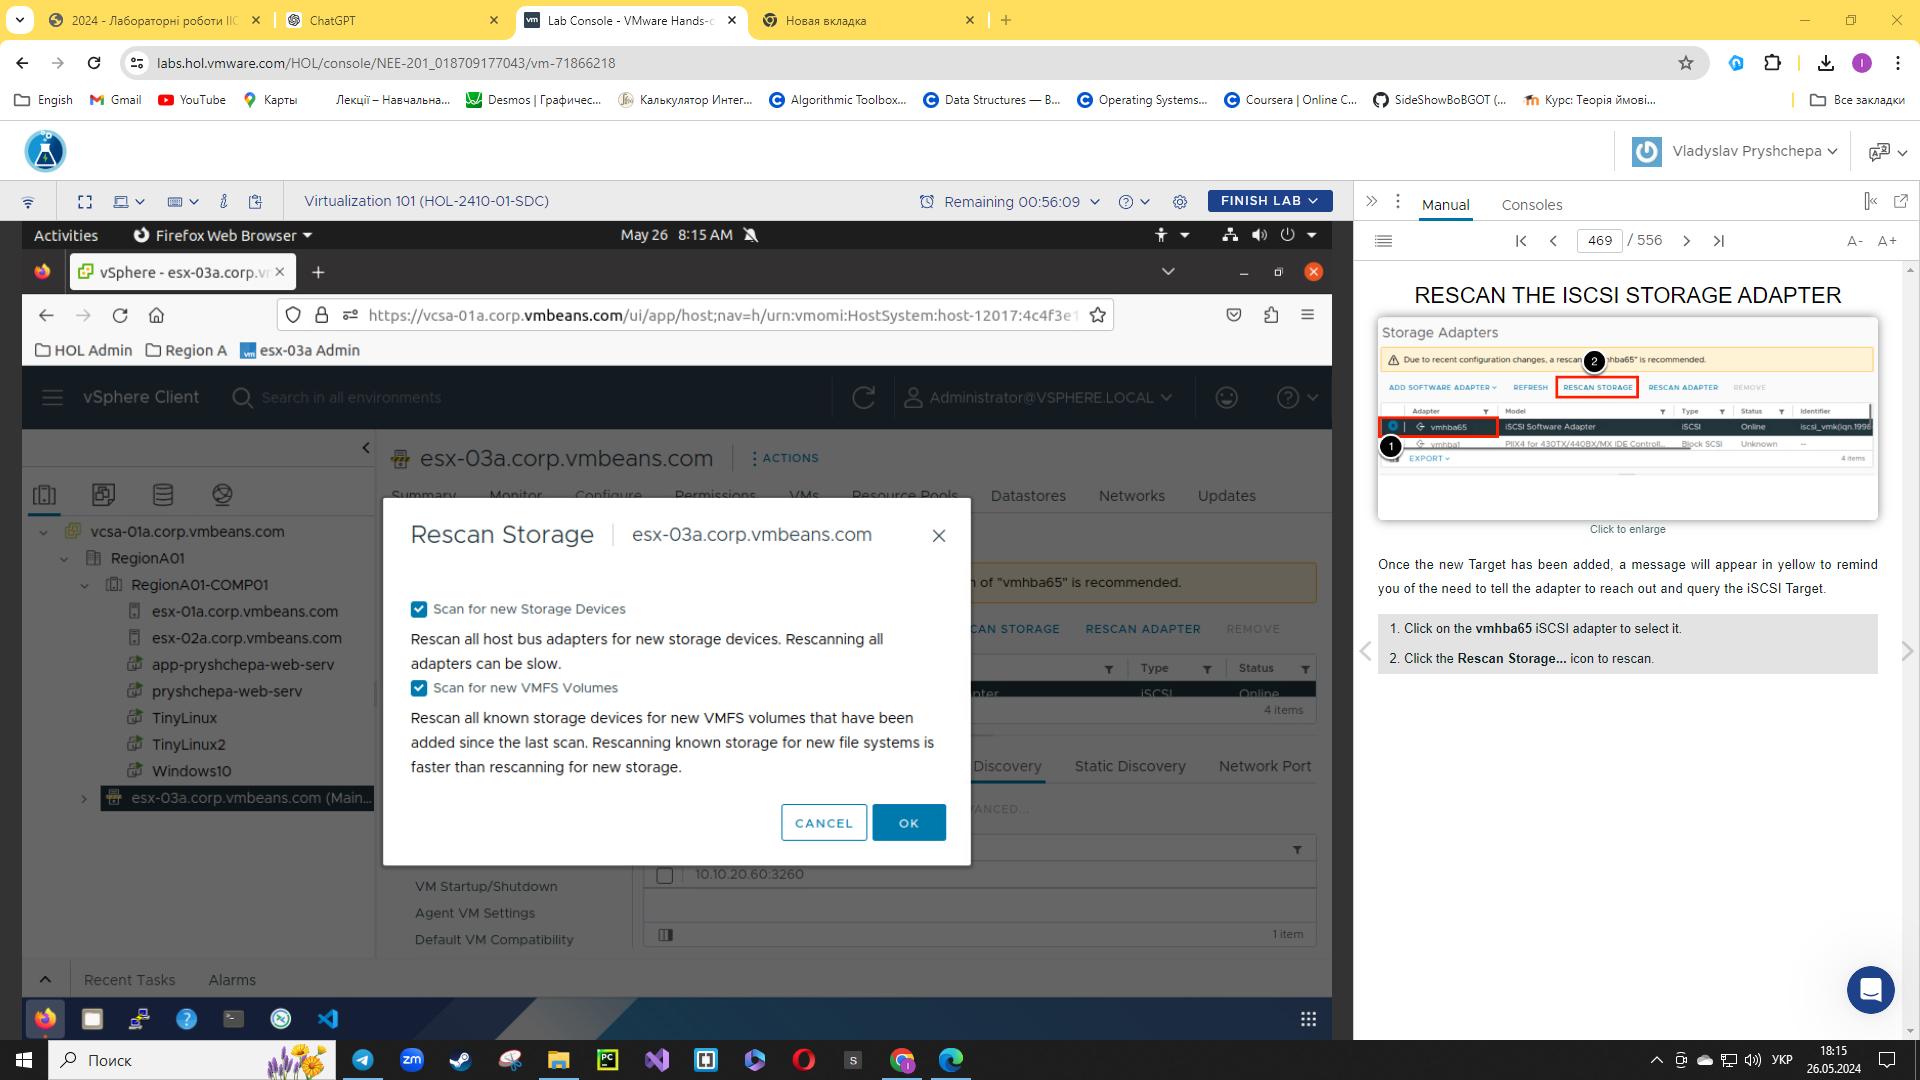 2024 - Лабораторні роботи ІІС
ChatGPT
Lab Console - VMware Hands-o
Новая вкладка
labs.hol.vmware.com/HOL/console/NEE-201_018709177043/vm-71866218
Engish
Gmail
YouTube
Карты
Лекції – Навчальна...
Desmos | Графичес...
Калькулятор Интег...
Algorithmic Toolbox...
Data Structures — B...
Operating Systems...
Coursera | Online C...
SideShowBoBGOT (...
Курс: Теорія ймові...
Все закладки
Vladyslav Pryshchepa
Virtualization 101 (HOL-2410-01-SDC)
Remaining 00:56:09
FINISH LAB
Manual
Consoles
Activities
Firefox Web Browser
May 26 8:15 AM
469 / 556
A- A+
vSphere - esx-03a.corp.vm
https://vcsa-01a.corp.vmbeans.com/ui/app/host;nav=h/urn:vmomi:HostSystem:host-12017:4c4f3e1
HOL Admin
Region A
esx-03a Admin
vSphere Client
Search in all environments
Administrator@VSPHERE.LOCAL
esx-03a.corp.vmbeans.com
ACTIONS
Summary Monitor Configure Permissions VMs Resource Pools Datastores Networks Updates
vcsa-01a.corp.vmbeans.com
RegionA01
RegionA01-COMP01
esx-01a.corp.vmbeans.com
esx-02a.corp.vmbeans.com
app-pryshchepa-web-serv
pryshchepa-web-serv
TinyLinux
TinyLinux2
Windows10
esx-03a.corp.vmbeans.com (Main...
Rescan Storage
esx-03a.corp.vmbeans.com
Scan for new Storage Devices
Rescan all host bus adapters for new storage devices. Rescanning all
adapters can be slow.
Scan for new VMFS Volumes
Rescan all known storage devices for new VMFS volumes that have been
added since the last scan. Rescanning known storage for new file systems is
faster than rescanning for new storage.
CANCEL
OK
n of "vmhba65" is recommended.
CAN STORAGE
RESCAN ADAPTER
REMOVE
Type
Status
pter
iSCSI
Online
4 items
Discovery
Static Discovery
Network Port
VANCED...
10.10.20.60:3260
1 item
VM Startup/Shutdown
Agent VM Settings
Default VM Compatibility
Recent Tasks
Alarms
RESCAN THE ISCSI STORAGE ADAPTER
Storage Adapters
Due to recent configuration changes, a rescan hba65" is recommended.
2
ADD SOFTWARE ADAPTER
REFRESH
RESCAN STORAGE
RESCAN ADAPTER
REMOVE
Adapter
Model
Type
Status
Identifier
vmhba65
iSCSI Software Adapter
iSCSI
Online
iscsi_vmk(iqn.1998
1
vmhba1
PIIX4 for 430TX/440BX/MX IDE Controll...
Block SCSI
Unknown
--
EXPORT
4 items
Click to enlarge
Once the new Target has been added, a message will appear in yellow to remind
you of the need to tell the adapter to reach out and query the iSCSI Target.
1. Click on the vmhba65 iSCSI adapter to select it.
2. Click the Rescan Storage... icon to rescan.
Поиск
УКР
18:15
26.05.2024